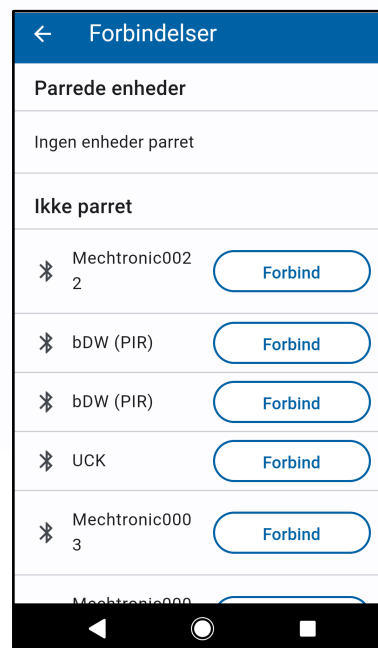 Forbindelser
Parrede enheder
Ingen enheder parret
Ikke parret
Mechtronic002
2
Forbind
bDW (PIR)
Forbind
bDW (PIR)
Forbind
UCK
Forbind
Mechtronic000
3
Forbind
Mechtronic000